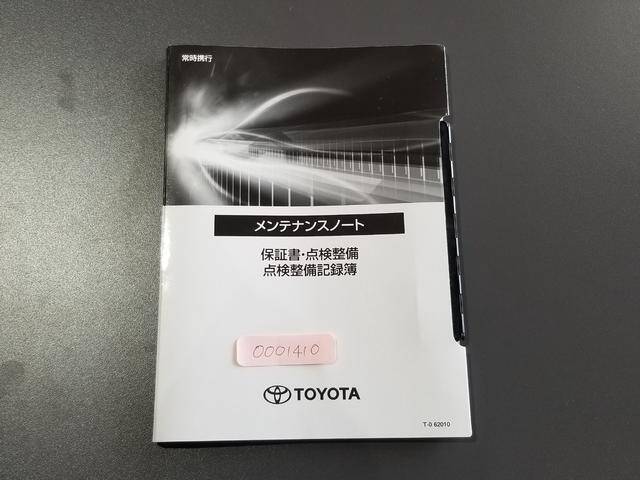 常時携行
メンテナンスノート
保証書・点検整備
点検整備記録簿
0001410
TOYOTA
T-0 62010